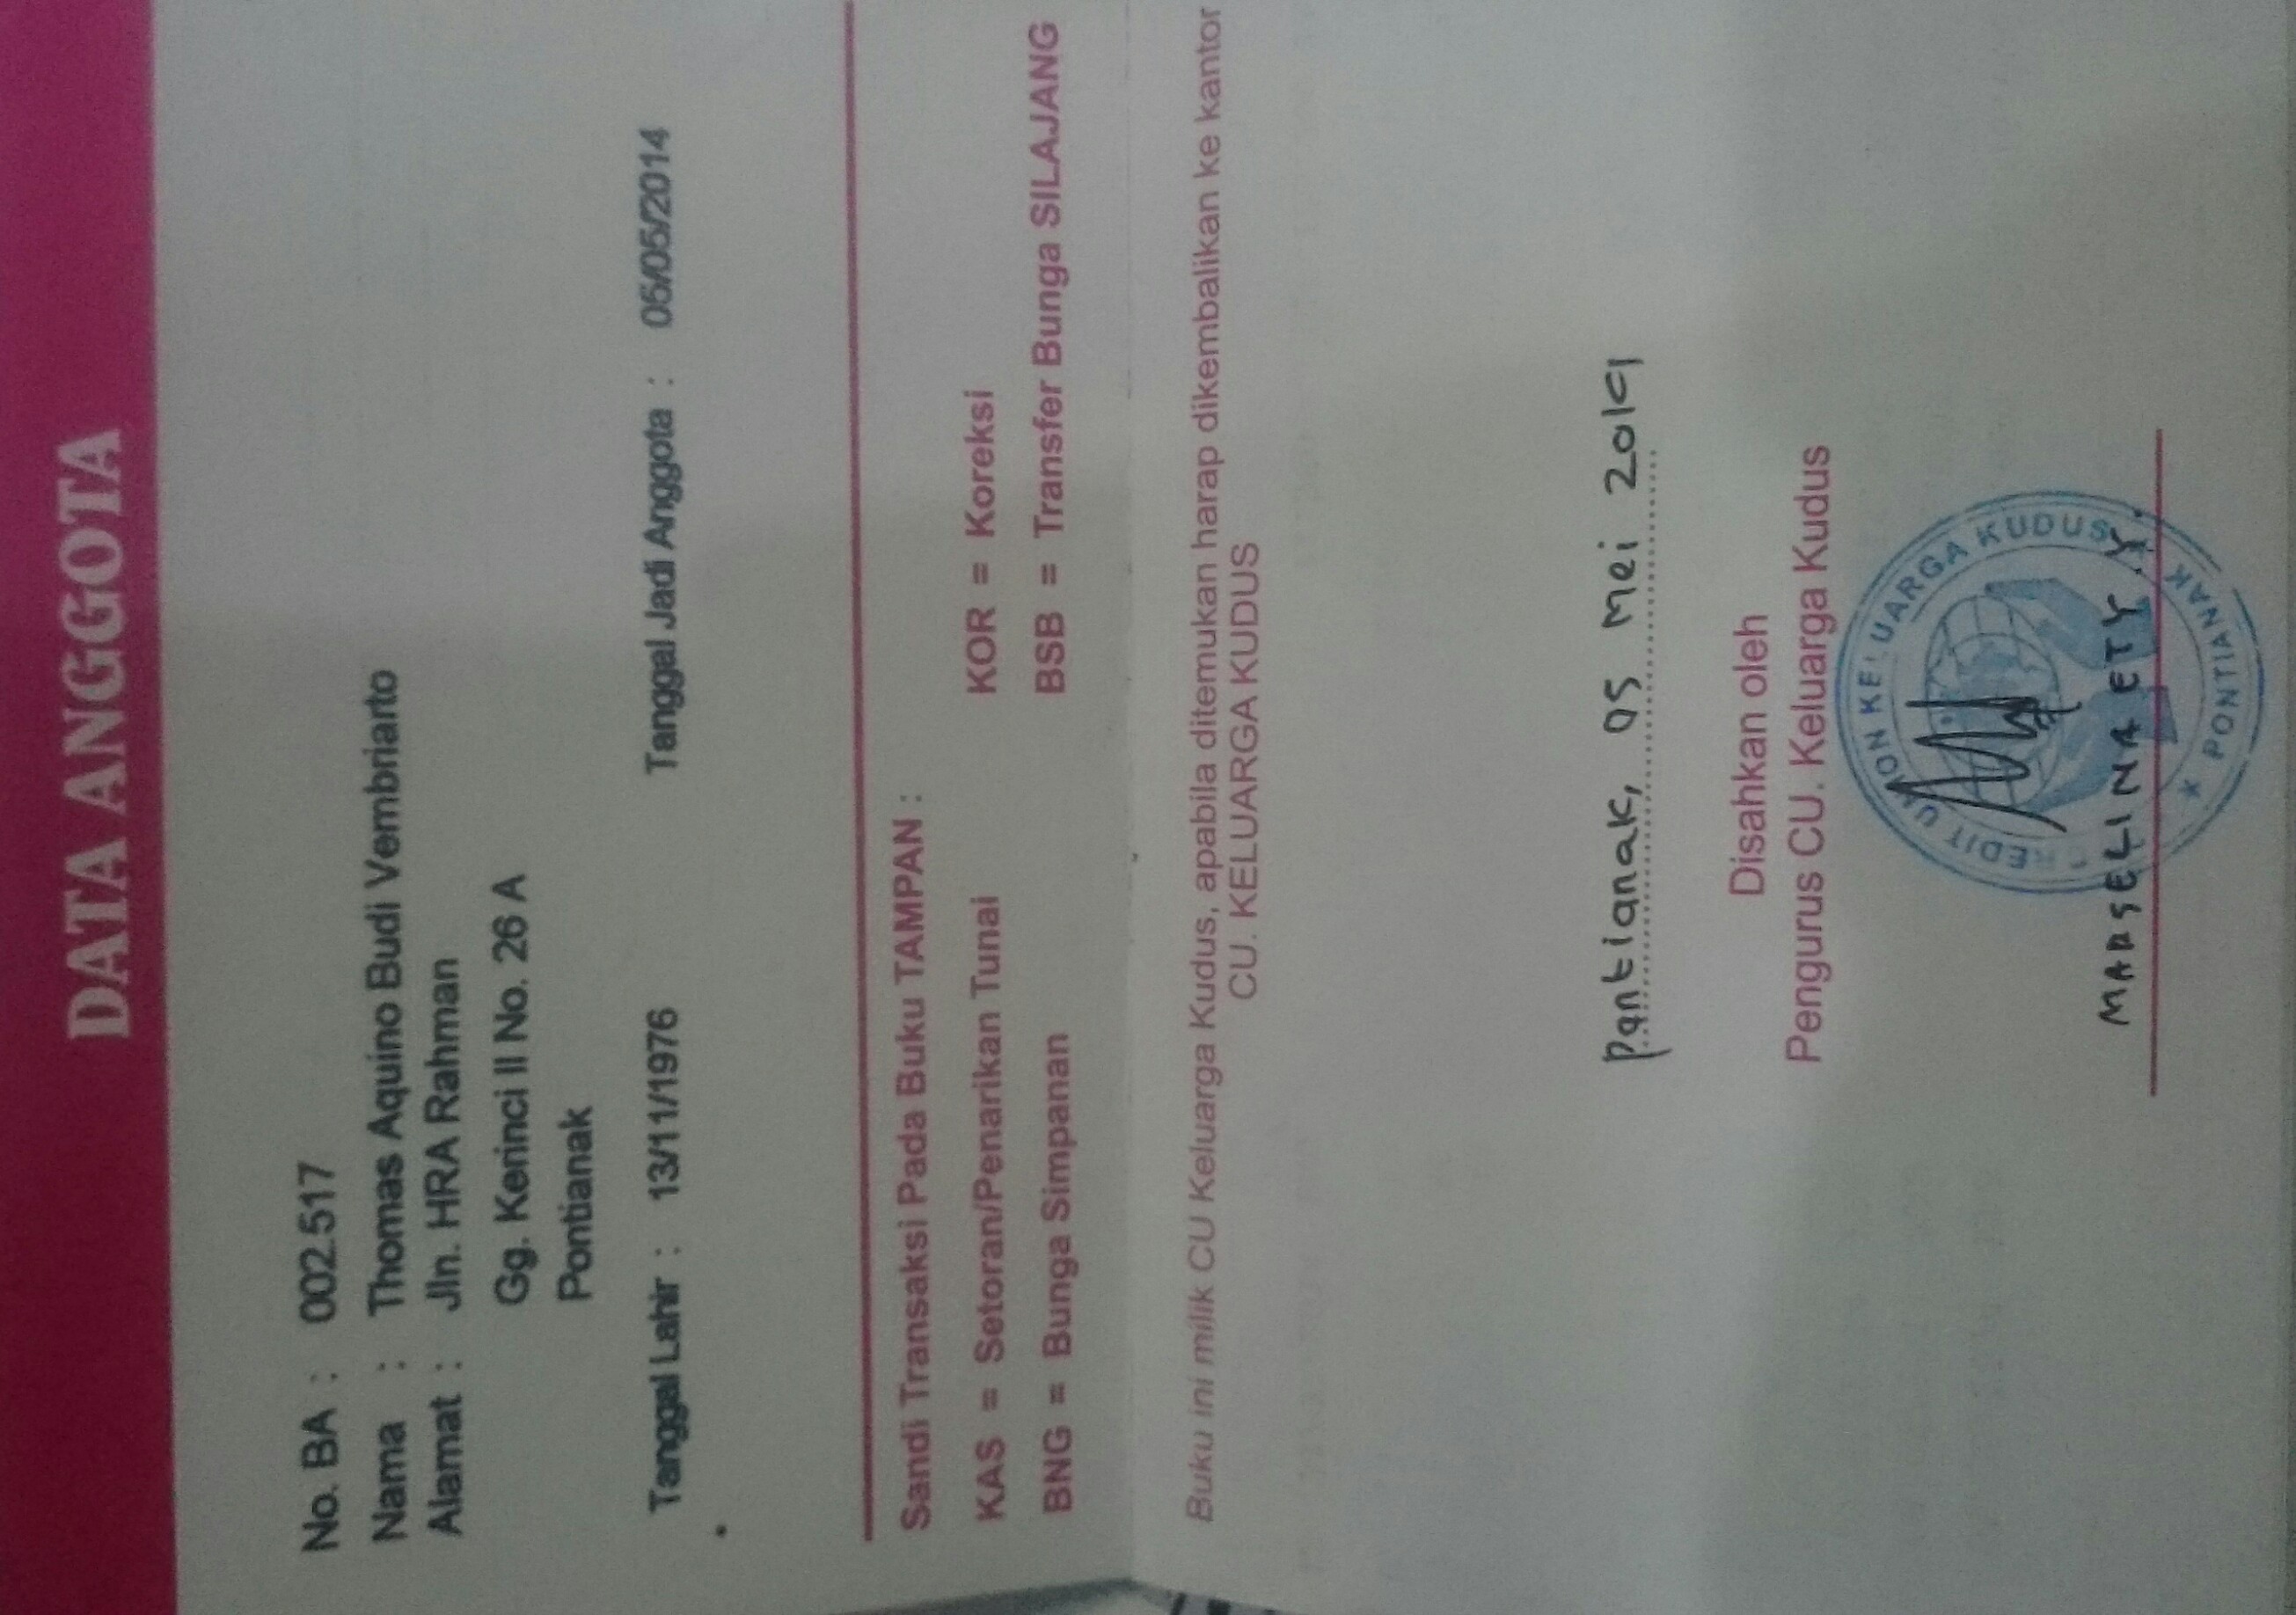 DATA ANGGOTA
No. BA : 002.517
Nama : Thomas Aquino Budi Vembriarto
Alamat : Jln. HRA Rahman
Gg. Kerinci II No. 26 A
Pontianak
Tanggal Lahir : 13/11/1976 Tanggal Jadi Anggota : 05/05/2014
Sandi Transaksi Pada Buku TAMPAN :
KAS = Setoran/Penarikan Tunai KOR = Koreksi
BNG = Bunga Simpanan BSB = Transfer Bunga SILAJANG
Buku ini milik CU Keluarga Kudus, apabila ditemukan harap dikembalikan ke kantor
CU. KELUARGA KUDUS
Pontianak, 05 Mei 2014
Disahkan oleh
Pengurus CU. Keluarga Kudus
CREDIT UNION KELUARGA KUDUS
PONTIANAK
★ PONTIANAK
MARSELINA ETY Y.